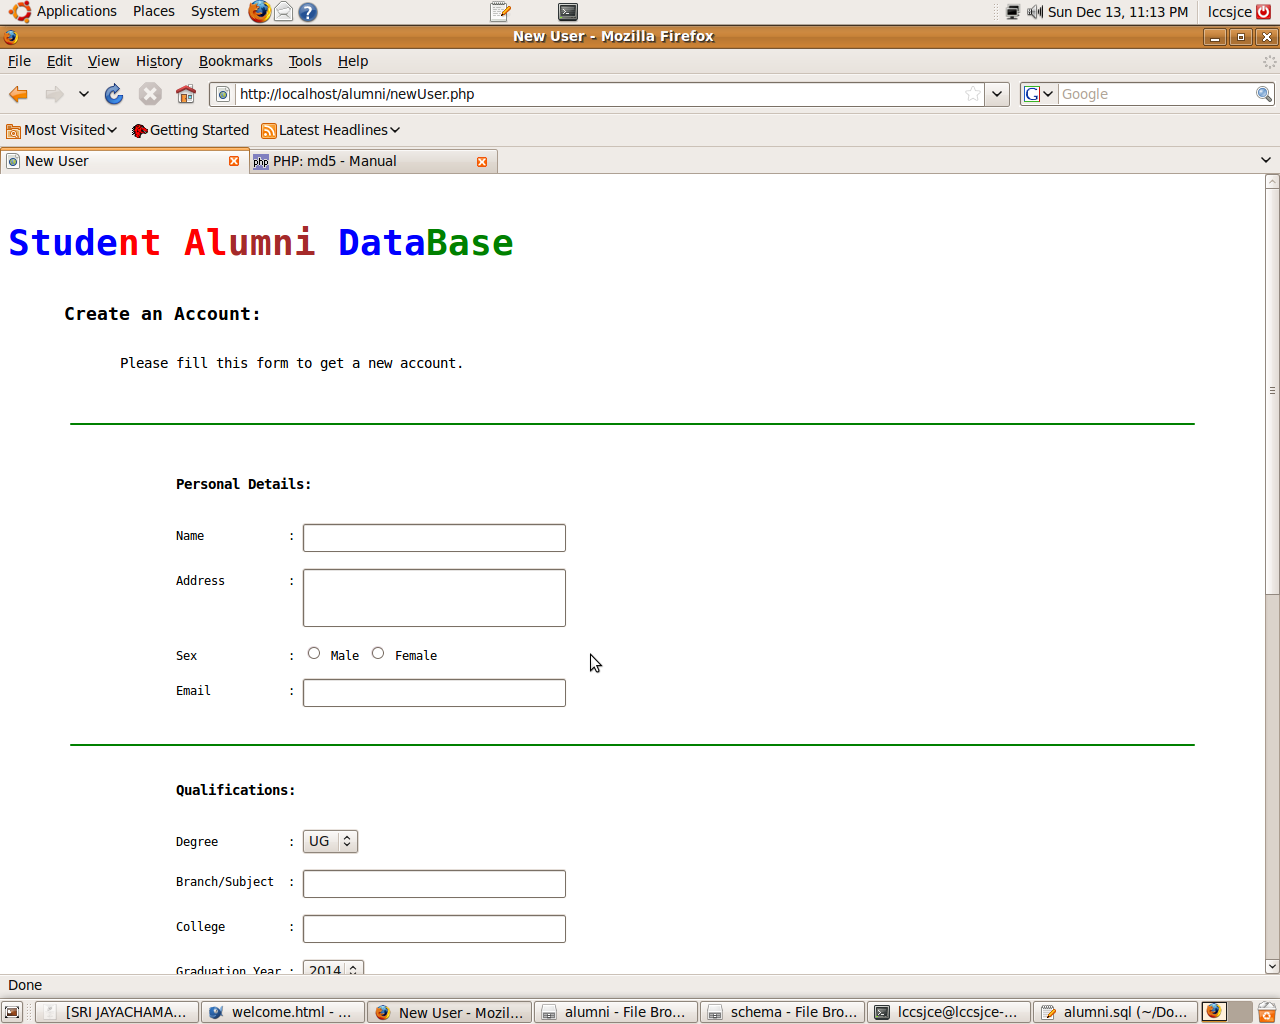 Applications Places System Sun Dec 13, 11:13 PM lccsjce
New User - Mozilla Firefox
File Edit View History Bookmarks Tools Help
http://localhost/alumni/newUser.php Google
Most Visited Getting Started Latest Headlines
New User php PHP: md5 - Manual
Student Alumni DataBase
Create an Account:
Please fill this form to get a new account.
Personal Details:
Name :
Address :
Sex : Male Female
Email :
Qualifications:
Degree : UG
Branch/Subject :
College :
Graduation Year : 2014
Done
[SRI JAYACHAMA... welcome.html - ... New User - Mozil... alumni - File Bro... schema - File Bro... lccsjce@lccsjce-... alumni.sql (~/Do...